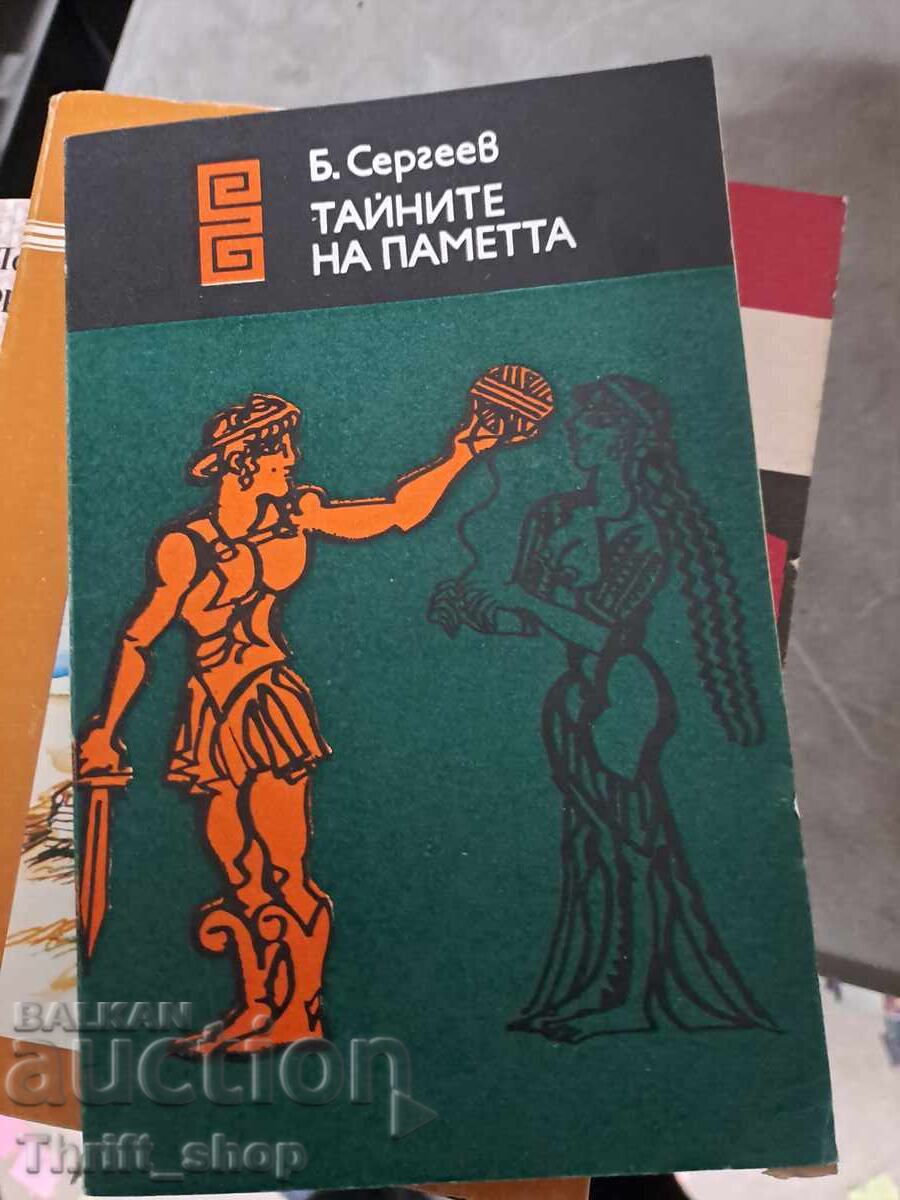 Б. Сергеев
ТАЙНИТЕ
НА ПАМЕТТА
BALKAN
auction
Thrift_shop